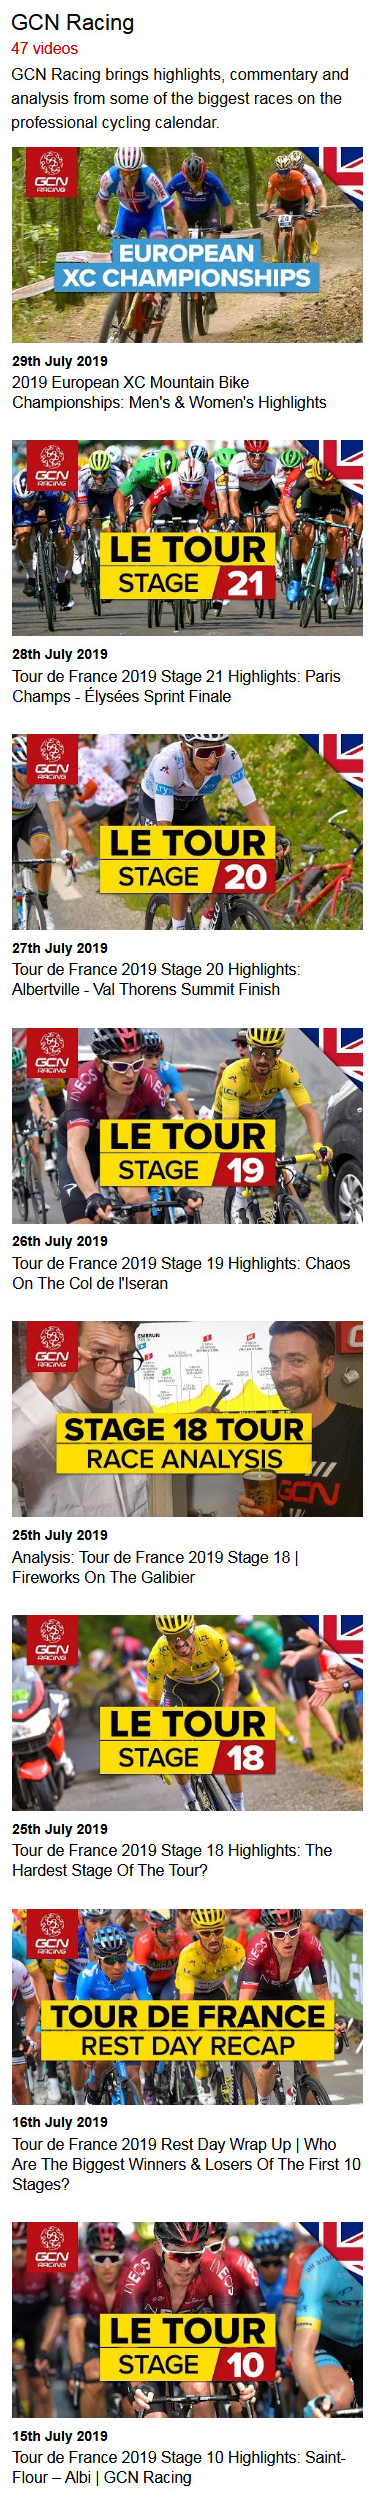 GCN Racing
47 videos
GCN Racing brings highlights, commentary and
analysis from some of the biggest races on the
professional cycling calendar.
GCN
RACING
24
EUROPEAN
XC CHAMPIONSHIPS
29th July 2019
2019 European XC Mountain Bike
Championships: Men's & Women's Highlights
GCN
RACING
LE TOUR
STAGE 21
28th July 2019
Tour de France 2019 Stage 21 Highlights: Paris
Champs - Élysées Sprint Finale
GCN
RACING
LE TOUR
STAGE 20
27th July 2019
Tour de France 2019 Stage 20 Highlights:
Albertville - Val Thorens Summit Finish
GCN
RACING
INEOS
INEOS
LCL
LE TOUR
STAGE 19
26th July 2019
Tour de France 2019 Stage 19 Highlights: Chaos
On The Col de l'Iseran
GCN
RACING
EMBRUN
STAGE 18 TOUR
RACE ANALYSIS
GCN
25th July 2019
Analysis: Tour de France 2019 Stage 18 |
Fireworks On The Galibier
GCN
RACING
LCL
LE TOUR
STAGE 18
25th July 2019
Tour de France 2019 Stage 18 Highlights: The
Hardest Stage Of The Tour?
GCN
RACING
INEOS
TOUR DE FRANCE
REST DAY RECAP
16th July 2019
Tour de France 2019 Rest Day Wrap Up | Who
Are The Biggest Winners & Losers Of The First 10
Stages?
GCN
RACING
INEOS
INEOS
LE TOUR
STAGE 10
15th July 2019
Tour de France 2019 Stage 10 Highlights: Saint-
Flour – Albi | GCN Racing